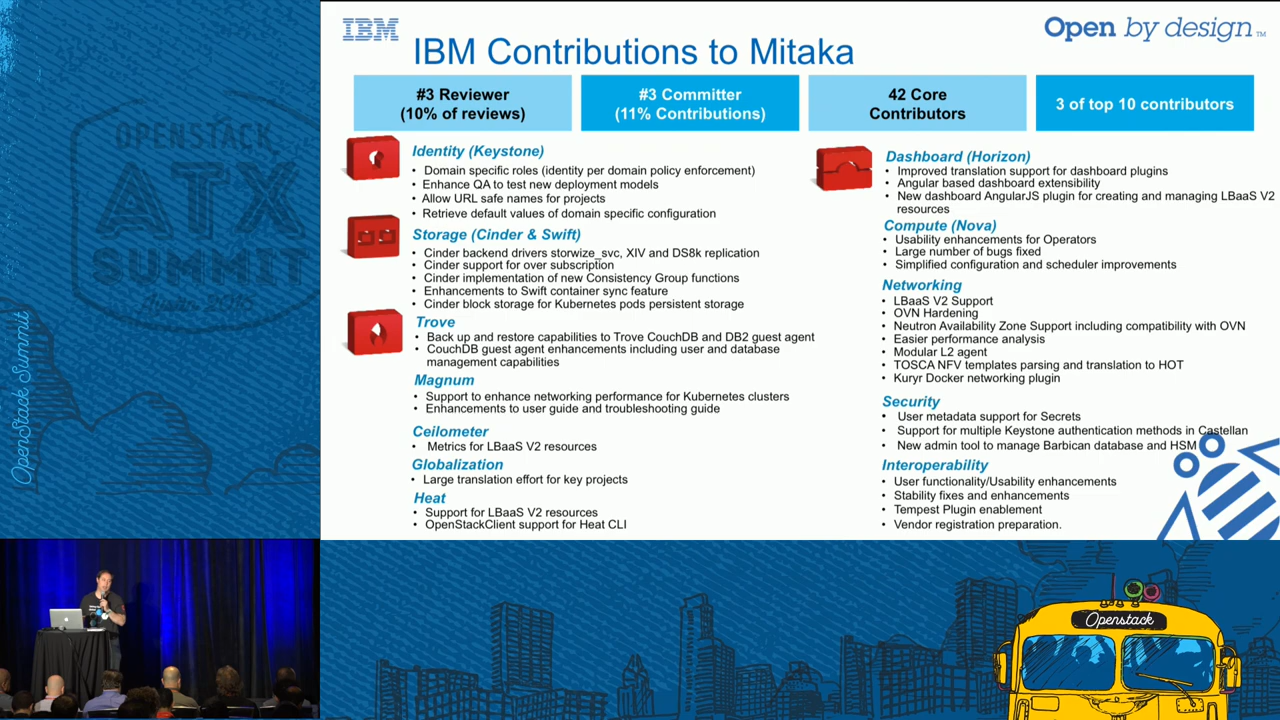 IBM
Open by design™
IBM Contributions to Mitaka
#3 Reviewer
(10% of reviews)
#3 Committer
(11% Contributions)
42 Core
Contributors
3 of top 10 contributors
Identity (Keystone)
• Domain specific roles (identity per domain policy enforcement)
• Enhance QA to test new deployment models
• Allow URL safe names for projects
• Retrieve default values of domain specific configuration
Storage (Cinder & Swift)
• Cinder backend drivers storwize_svc, XIV and DS8k replication
• Cinder support for over subscription
• Cinder implementation of new Consistency Group functions
• Enhancements to Swift container sync feature
• Cinder block storage for Kubernetes pods persistent storage
Trove
• Back up and restore capabilities to Trove CouchDB and DB2 guest agent
• CouchDB guest agent enhancements including user and database
management capabilities
Magnum
• Support to enhance networking performance for Kubernetes clusters
• Enhancements to user guide and troubleshooting guide
Ceilometer
• Metrics for LBaaS V2 resources
Globalization
• Large translation effort for key projects
Heat
• Support for LBaaS V2 resources
• OpenStackClient support for Heat CLI
Dashboard (Horizon)
• Improved translation support for dashboard plugins
• Angular based dashboard extensibility
• New dashboard AngularJS plugin for creating and managing LBaaS V2
resources
Compute (Nova)
• Usability enhancements for Operators
• Large number of bugs fixed
• Simplified configuration and scheduler improvements
Networking
• LBaaS V2 Support
• OVN Hardening
• Neutron Availability Zone Support including compatibility with OVN
• Easier performance analysis
• Modular L2 agent
• TOSCA NFV templates parsing and translation to HOT
• Kuryr Docker networking plugin
Security
• User metadata support for Secrets
• Support for multiple Keystone authentication methods in Castellan
• New admin tool to manage Barbican database and HSM
Interoperability
• User functionality/Usability enhancements
• Stability fixes and enhancements
• Tempest Plugin enablement
• Vendor registration preparation.
OPENSTACK
ATX
SUMMIT
Austin
OpenStack Summit
Openstack